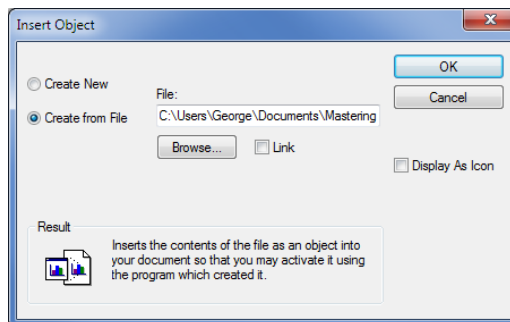 Insert Object
Create New
Create from File
File:
C:\Users\George\Documents\Mastering
Browse...
Link
OK
Cancel
Display As Icon
Result
Inserts the contents of the file as an object into
your document so that you may activate it using
the program which created it.